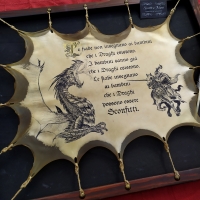 Le fiabe non insegnano ai bambini
che i Draghi esistono.
I bambini sanno già
che i Draghi esistono.
Le fiabe insegnano
ai bambini
che i Draghi
possono essere
Sconfitti.